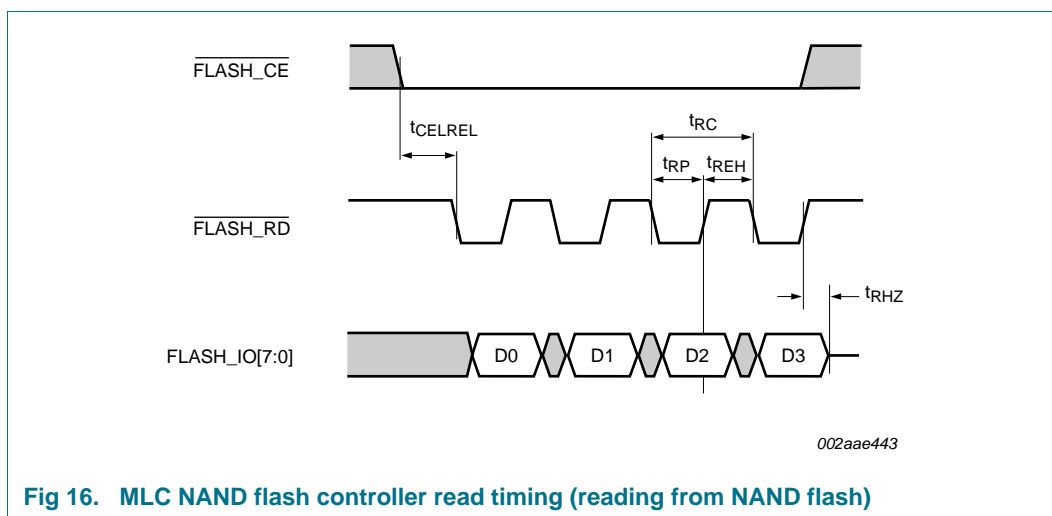 FLASH_CE
tCELREL
tRC
tRP
tREH
FLASH_RD
tRHZ
FLASH_IO[7:0]
D0
D1
D2
D3
002aae443
Fig 16. MLC NAND flash controller read timing (reading from NAND flash)